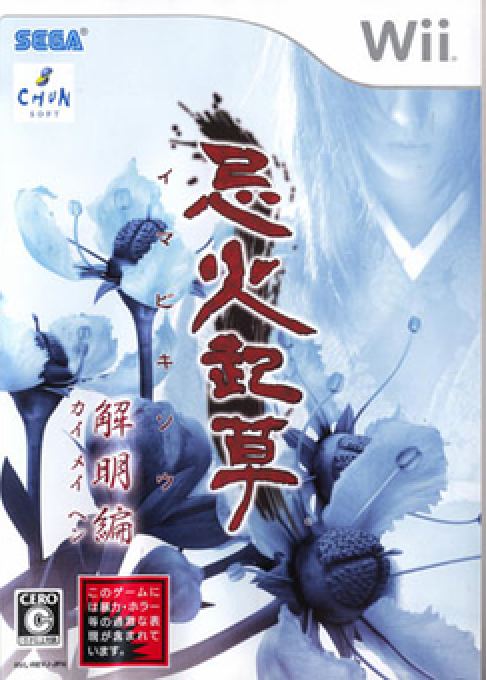 SEGA®
Wii
CHUN
SOFT
忌火起草
イマビキソウ
解明編
カイメイヘン
CERO
C
このゲームに
は暴力・ホラー
等の過激な表
現が含まれて
います。